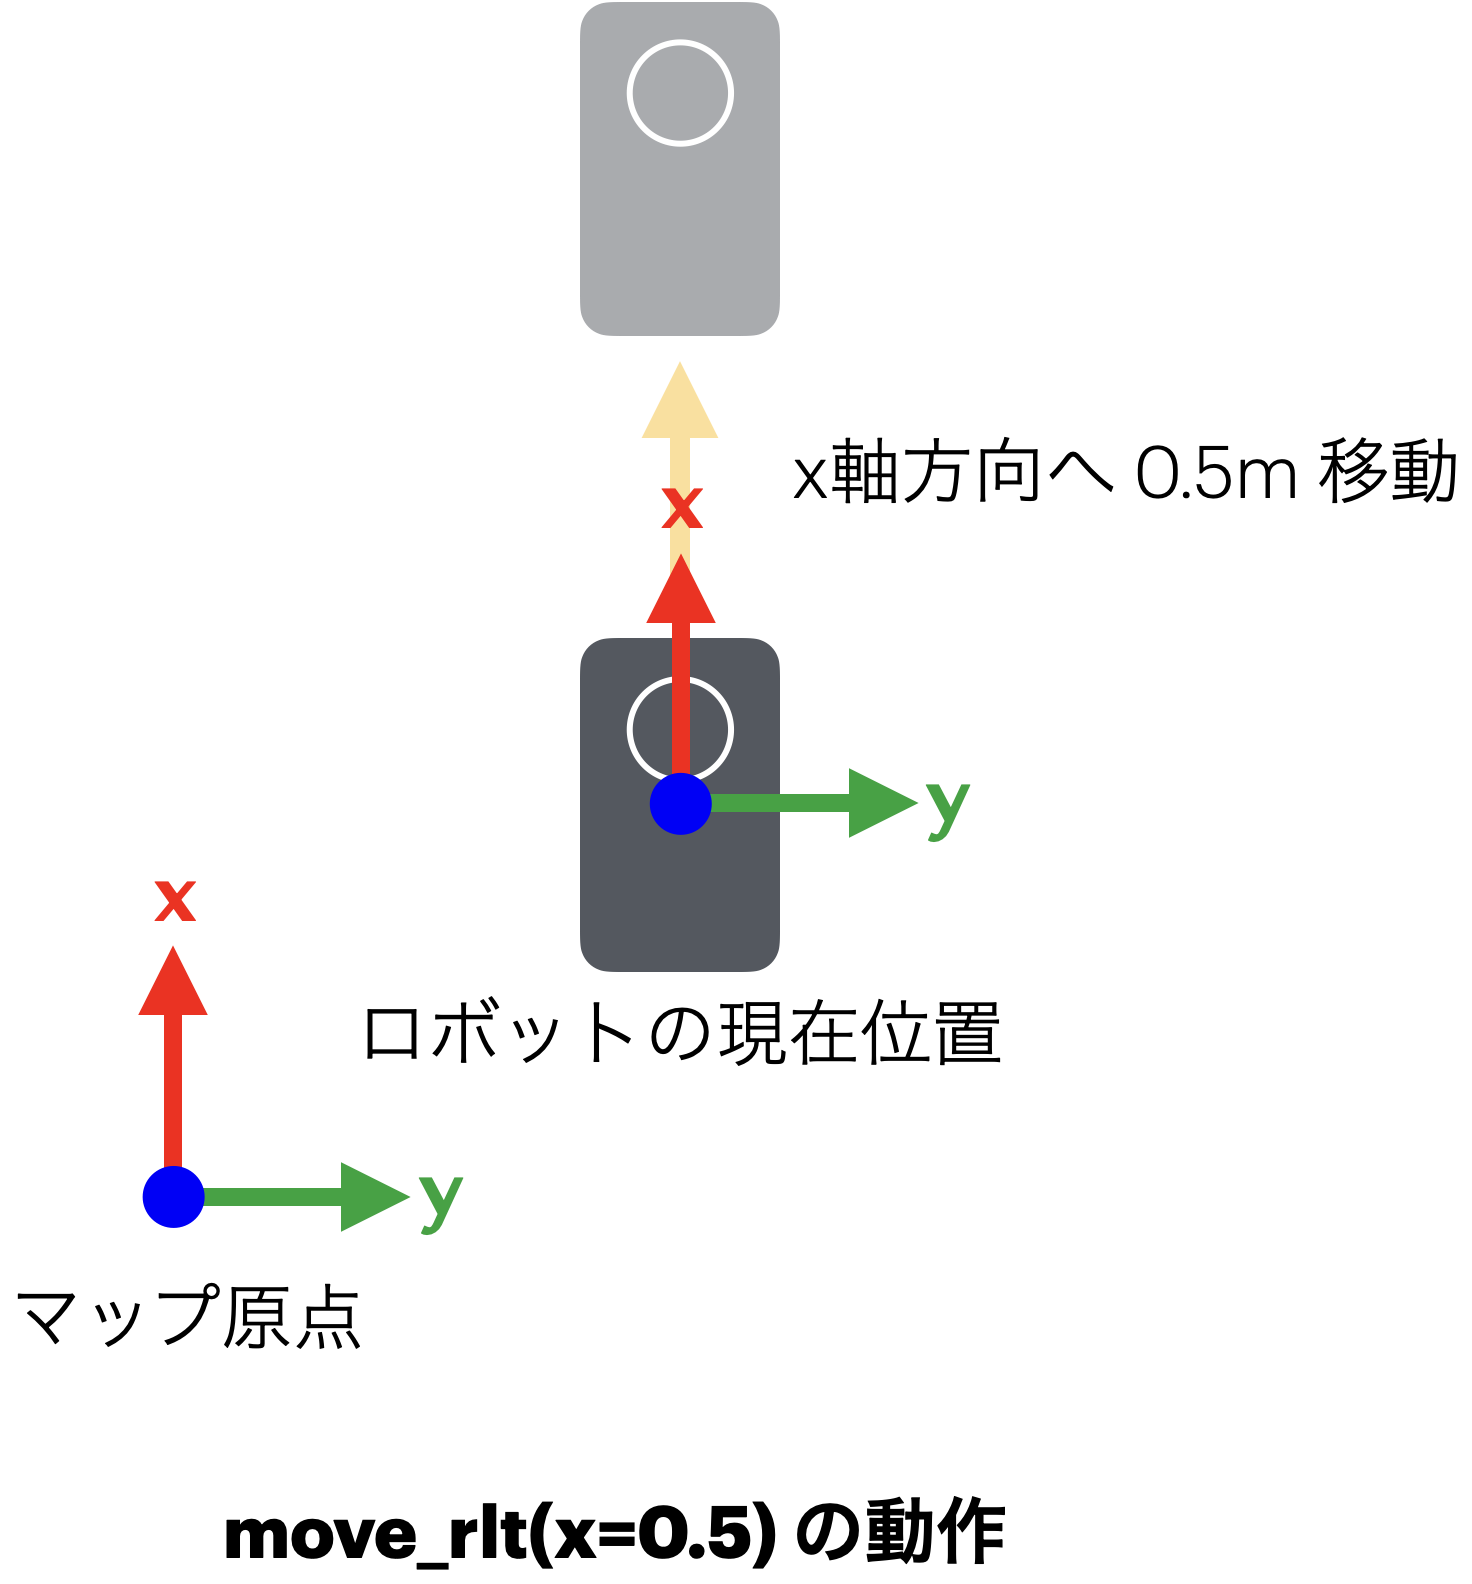 x軸方向へ 0.5m 移動
x
y
ロボットの現在位置
x
y
マップ原点
move_rlt(x=0.5) の動作